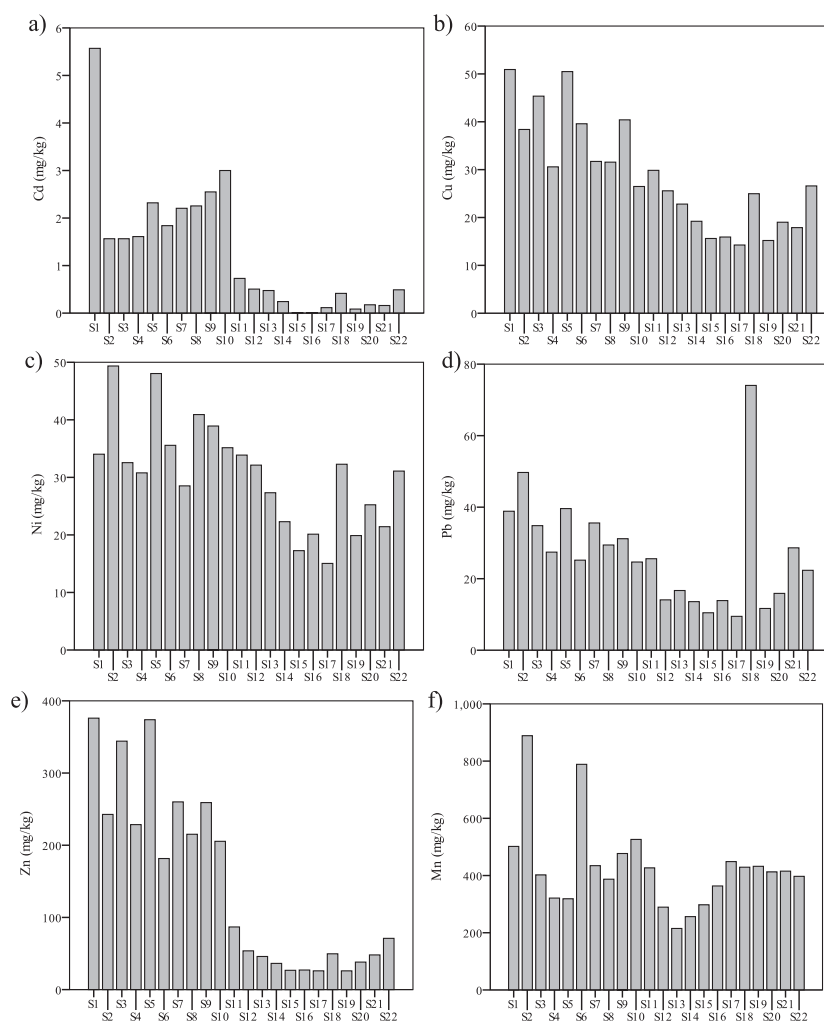 a)
Cd (mg/kg)
6
5
4
3
2
1
0
S1 S3 S5 S7 S9 S11 S13 S15 S17 S19 S21
S2 S4 S6 S8 S10 S12 S14 S16 S18 S20 S22
b)
Cu (mg/kg)
60
50
40
30
20
10
0
S1 S3 S5 S7 S9 S11 S13 S15 S17 S19 S21
S2 S4 S6 S8 S10 S12 S14 S16 S18 S20 S22
c)
Ni (mg/kg)
50
40
30
20
10
0
S1 S3 S5 S7 S9 S11 S13 S15 S17 S19 S21
S2 S4 S6 S8 S10 S12 S14 S16 S18 S20 S22
d)
Pb (mg/kg)
80
60
40
20
0
S1 S3 S5 S7 S9 S11 S13 S15 S17 S19 S21
S2 S4 S6 S8 S10 S12 S14 S16 S18 S20 S22
e)
Zn (mg/kg)
400
300
200
100
0
S1 S3 S5 S7 S9 S11 S13 S15 S17 S19 S21
S2 S4 S6 S8 S10 S12 S14 S16 S18 S20 S22
f)
Mn (mg/kg)
1,000
800
600
400
200
0
S1 S3 S5 S7 S9 S11 S13 S15 S17 S19 S21
S2 S4 S6 S8 S10 S12 S14 S16 S18 S20 S22